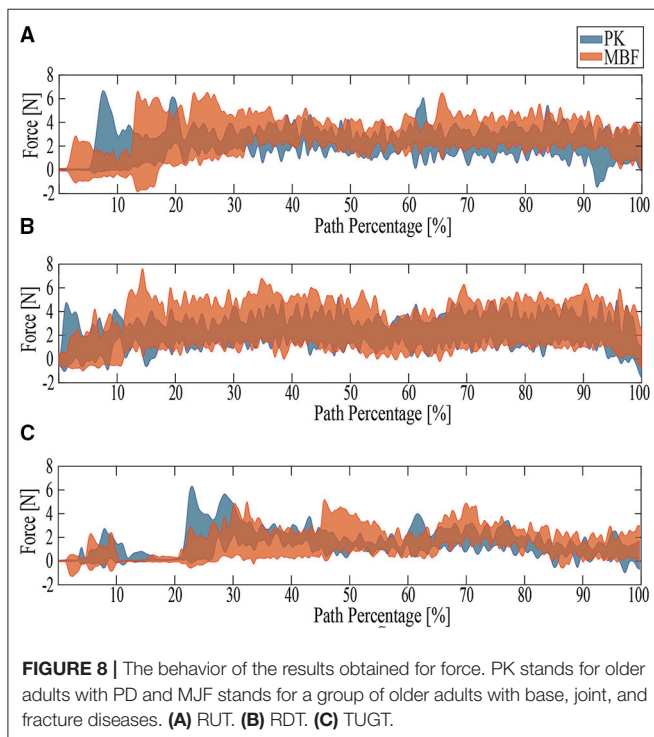 A
PK
MBF
Force [N]
8
6
4
2
0
-2
10 20 30 40 50 60 70 80 90 100
Path Percentage [%]
B
Force [N]
8
6
4
2
0
-2
10 20 30 40 50 60 70 80 90 100
Path Percentage [%]
C
Force [N]
8
6
4
2
0
-2
10 20 30 40 50 60 70 80 90 100
Path Percentage [%]
FIGURE 8 | The behavior of the results obtained for force. PK stands for older
adults with PD and MJF stands for a group of older adults with base, joint, and
fracture diseases. (A) RUT. (B) RDT. (C) TUGT.